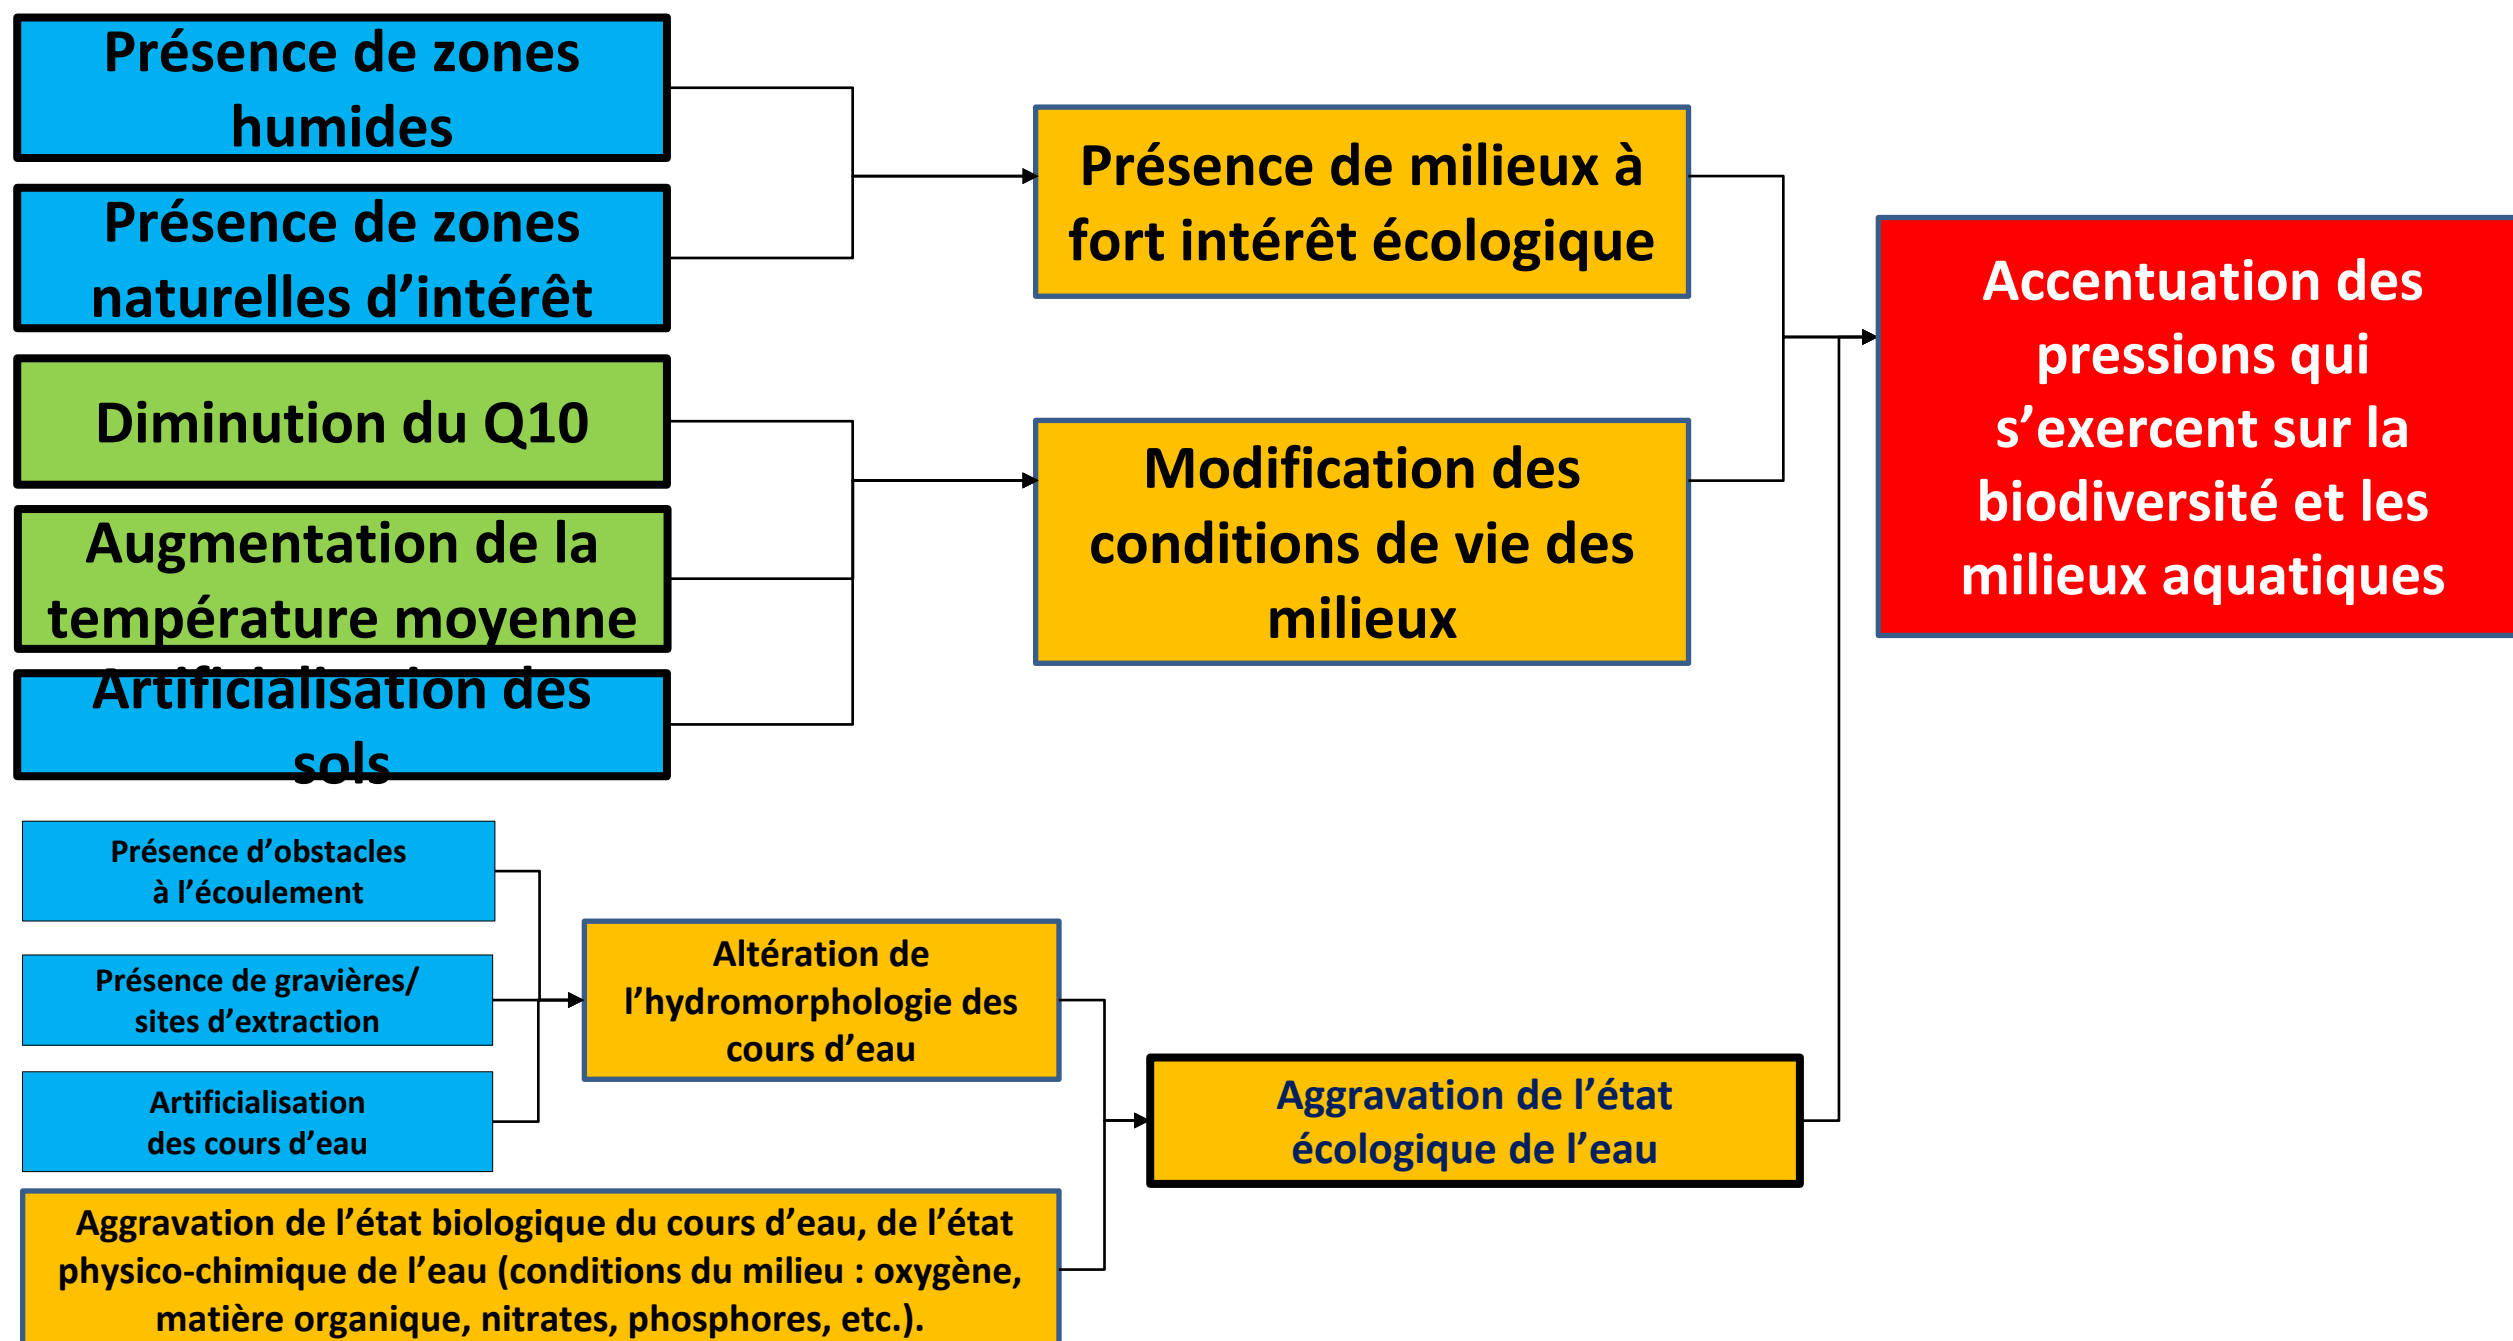 Présence de zones
humides
Présence de zones
naturelles d’intérêt
Diminution du Q10
Augmentation de la
température moyenne
Artificialisation des
sols
Présence de milieux à
fort intérêt écologique
Modification des
conditions de vie des
milieux
Accentuation des
pressions qui
s’exercent sur la
biodiversité et les
milieux aquatiques
Présence d’obstacles
à l’écoulement
Présence de gravières/
sites d’extraction
Artificialisation
des cours d’eau
Altération de
l’hydromorphologie des
cours d’eau
Aggravation de l’état
écologique de l’eau
Aggravation de l’état biologique du cours d’eau, de l’état
physico-chimique de l’eau (conditions du milieu : oxygène,
matière organique, nitrates, phosphores, etc.).